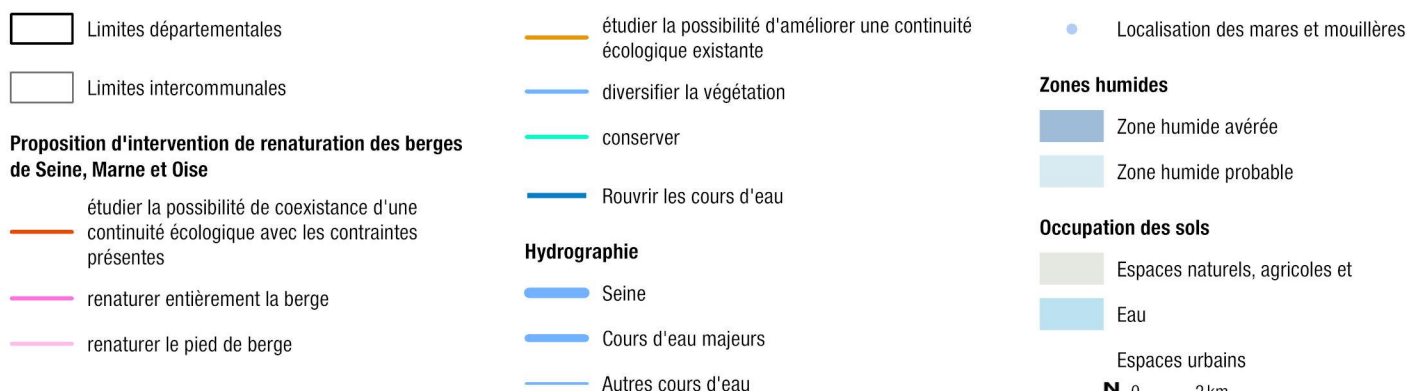 Limites départementales
Limites intercommunales
Proposition d'intervention de renaturation des berges
de Seine, Marne et Oise
étudier la possibilité de coexistance d'une
continuité écologique avec les contraintes
présentes
renaturer entièrement la berge
renaturer le pied de berge
étudier la possibilité d'améliorer une continuité
écologique existante
diversifier la végétation
conserver
Rouvrir les cours d'eau
Hydrographie
Seine
Cours d'eau majeurs
Autres cours d'eau
Localisation des mares et mouillères
Zones humides
Zone humide avérée
Zone humide probable
Occupation des sols
Espaces naturels, agricoles et
Eau
Espaces urbains
N 0 2 km